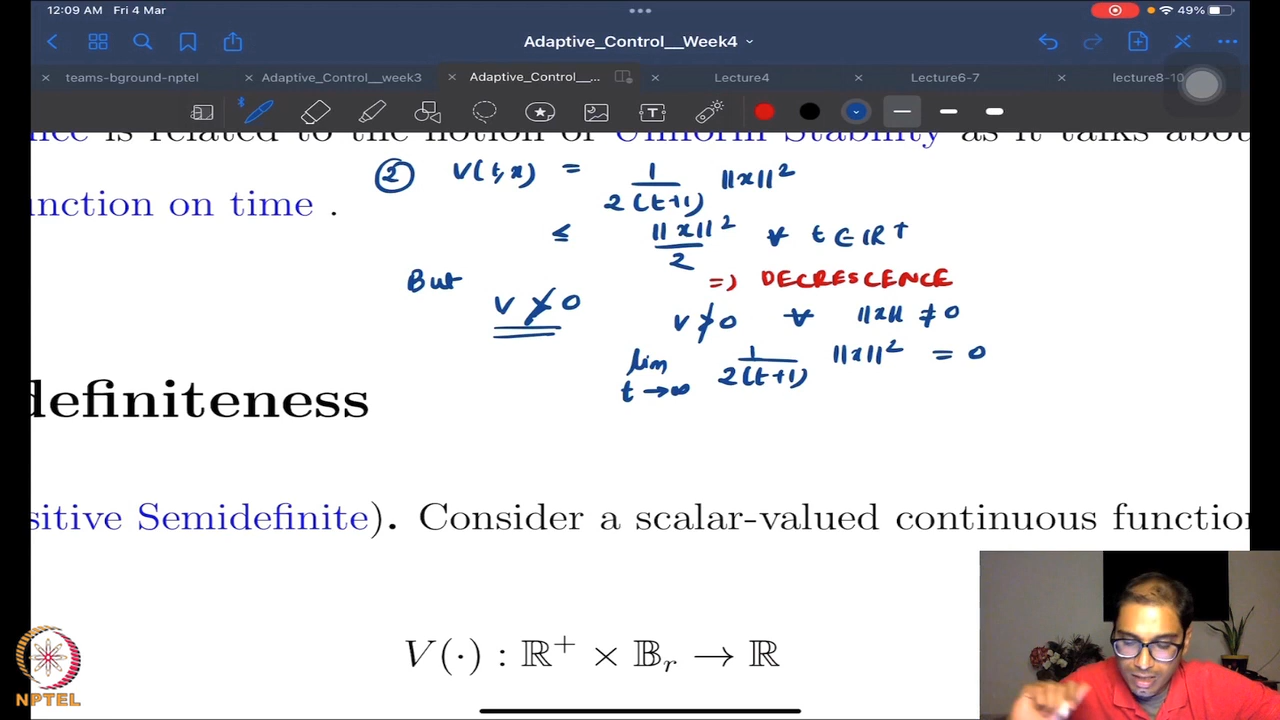 12:09 AM Fri 4 Mar
49%
Adaptive_Control__Week4
teams-bground-nptel
Adaptive_Control__week3
Adaptive_Control__...
Lecture4
Lecture6-7
lecture8-10
is related to the notion of Uniform Stability as it talks abou
② V(t,x) = 1/2(t+1) ||x||²
unction on time .
≤ ||x||²/2 ∀ t ∈ ℝ⁺
But
=) DECRESCENCE
V ≯ 0
V ≯ 0 ∀ ||x|| ≠ 0
lim t→∞ 1/2(t+1) ||x||² = 0
definiteness
sitive Semidefinite). Consider a scalar-valued continuous function
V(·) : ℝ⁺ × 𝔹ᵣ → ℝ
NPTEL